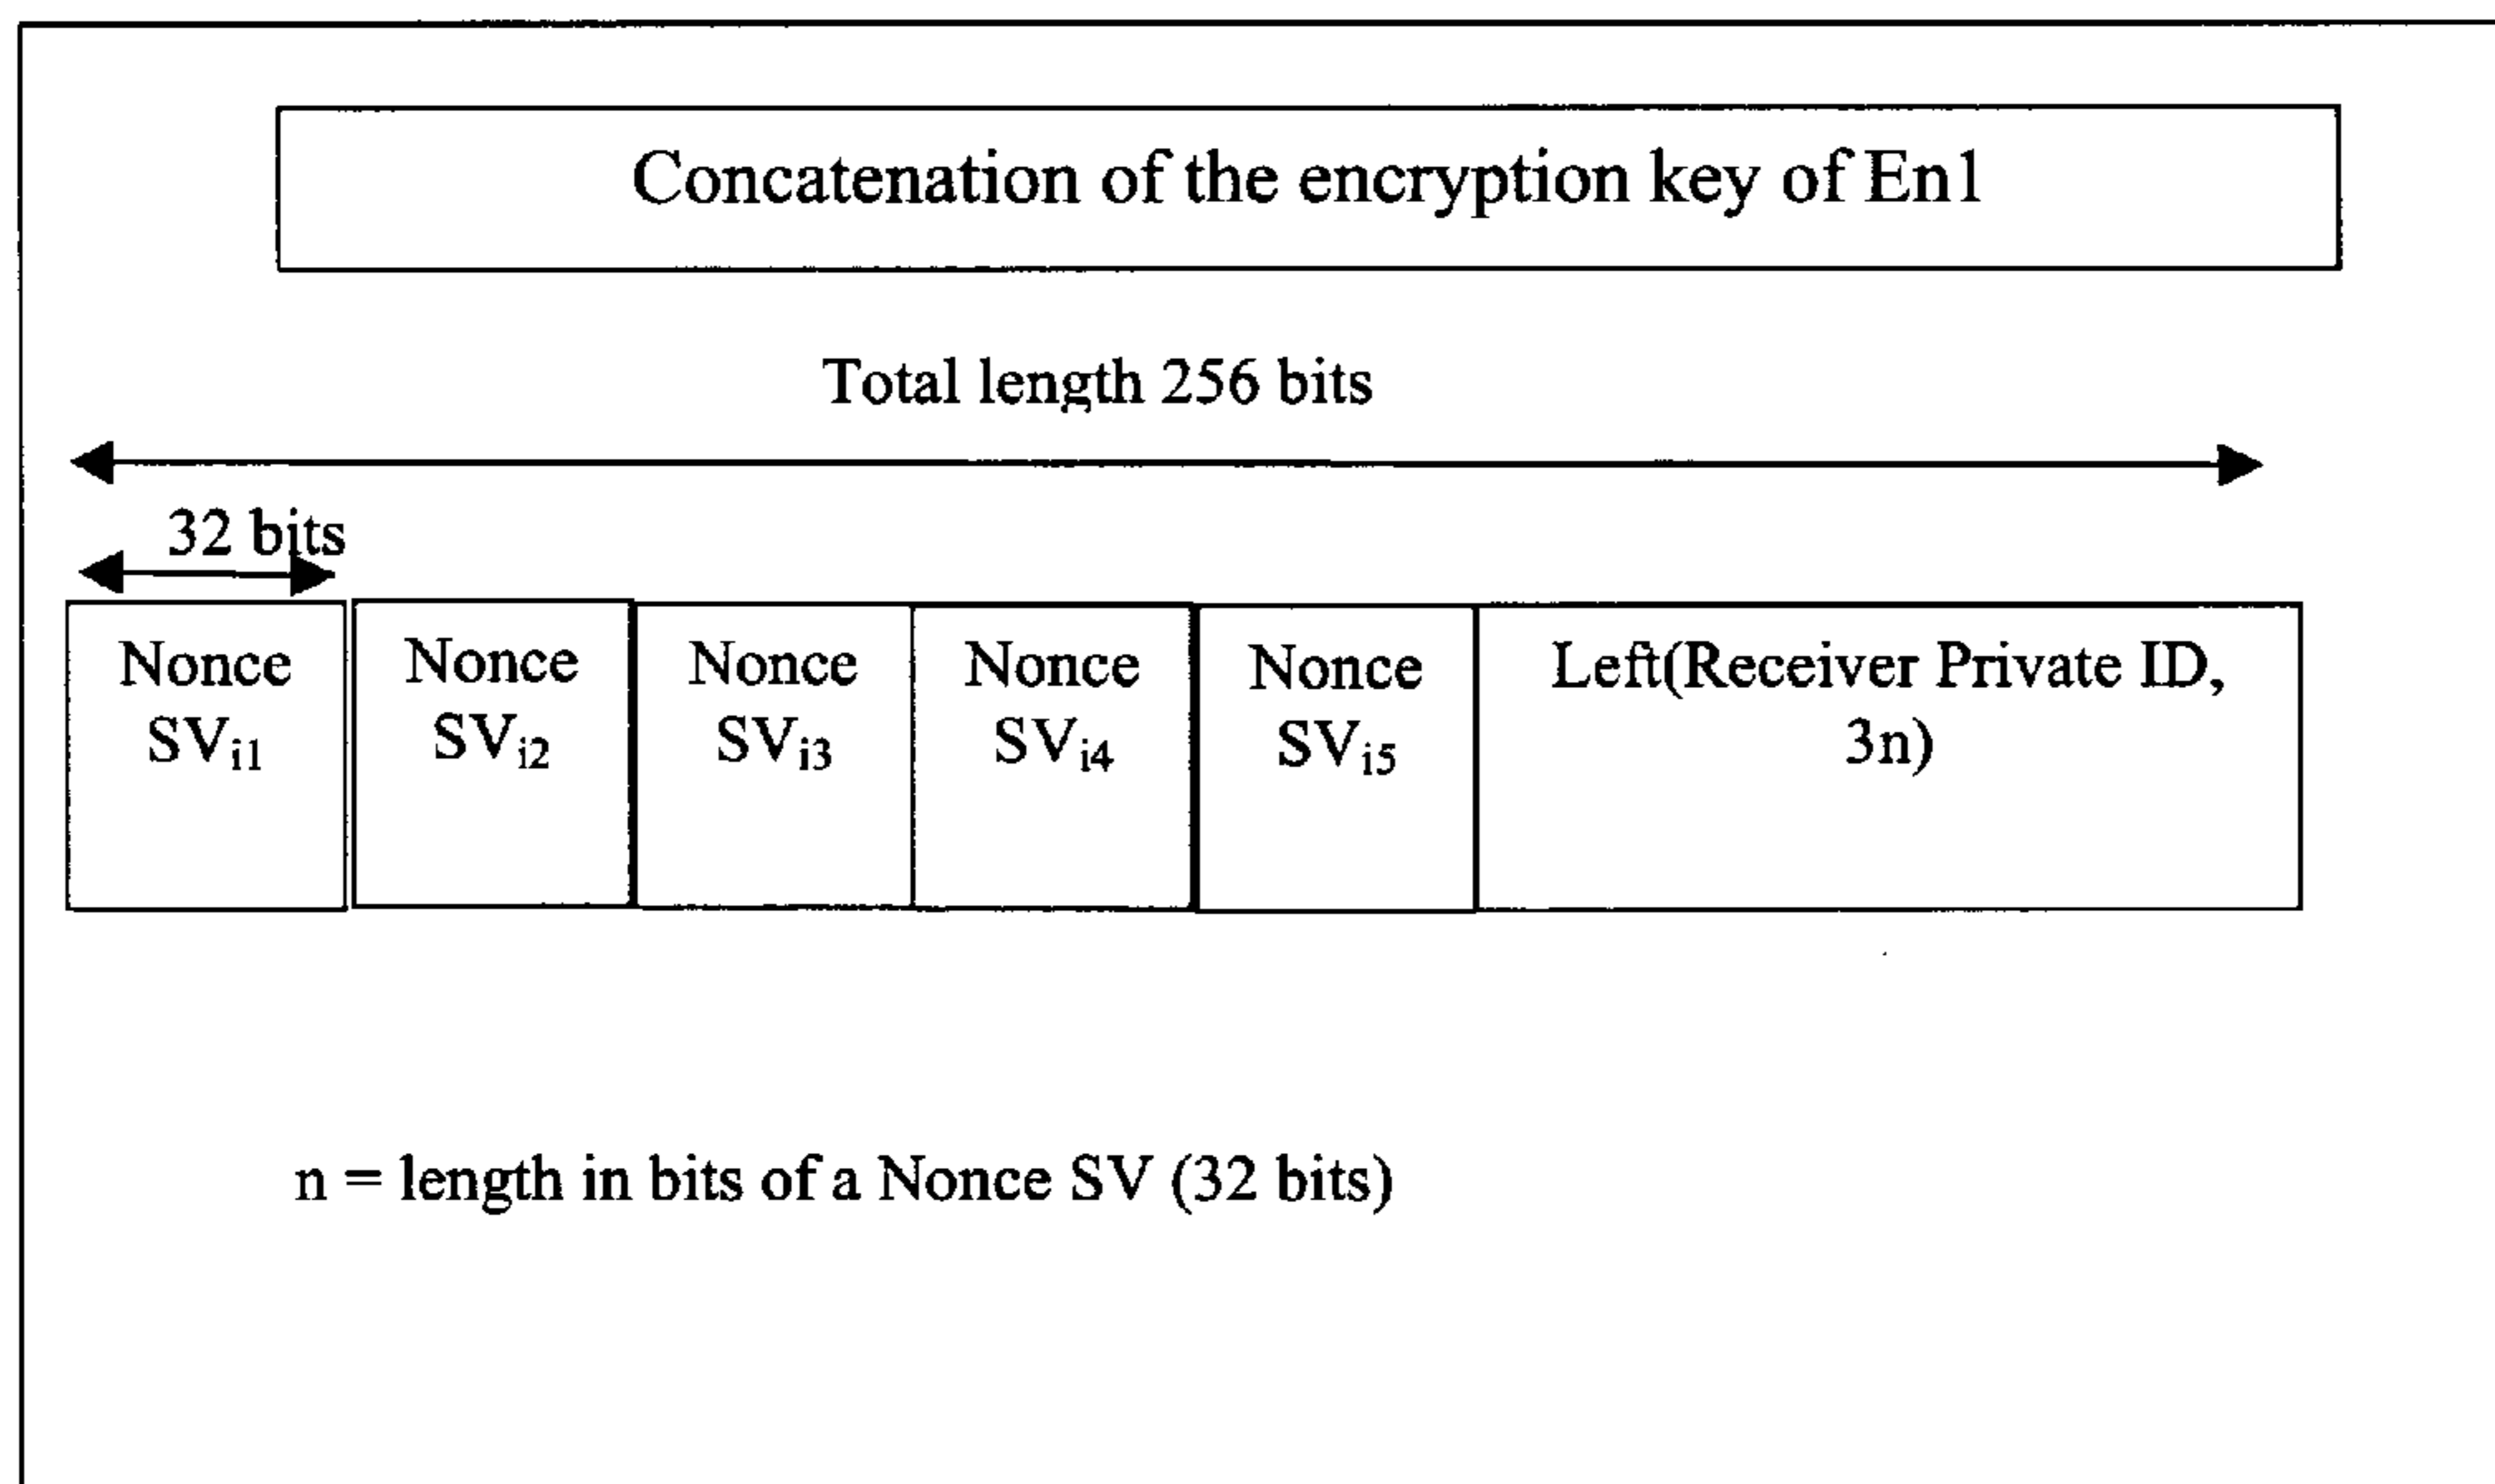 Concatenation of the encryption key of En1
Total length 256 bits
32 bits
Nonce
SVi1
Nonce
SVi2
Nonce
SVi3
Nonce
SVi4
Nonce
SVi5
Left(Receiver Private ID,
3n)
n = length in bits of a Nonce SV (32 bits)